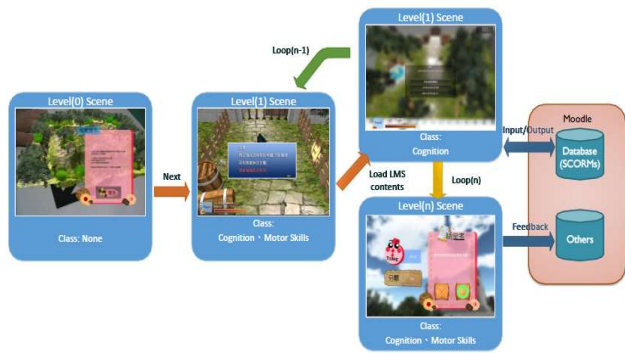 Level(0) Scene
Class: None
Next
Level(1) Scene
Class:
Cognition · Motor Skills
Loop(n-1)
Level(1) Scene
Class:
Cognition
Load LMS
contents
Loop(n)
Level(n) Scene
Class:
Cognition · Motor Skills
Input/Output
Feedback
Moodle
Database
(SCORMs)
Others